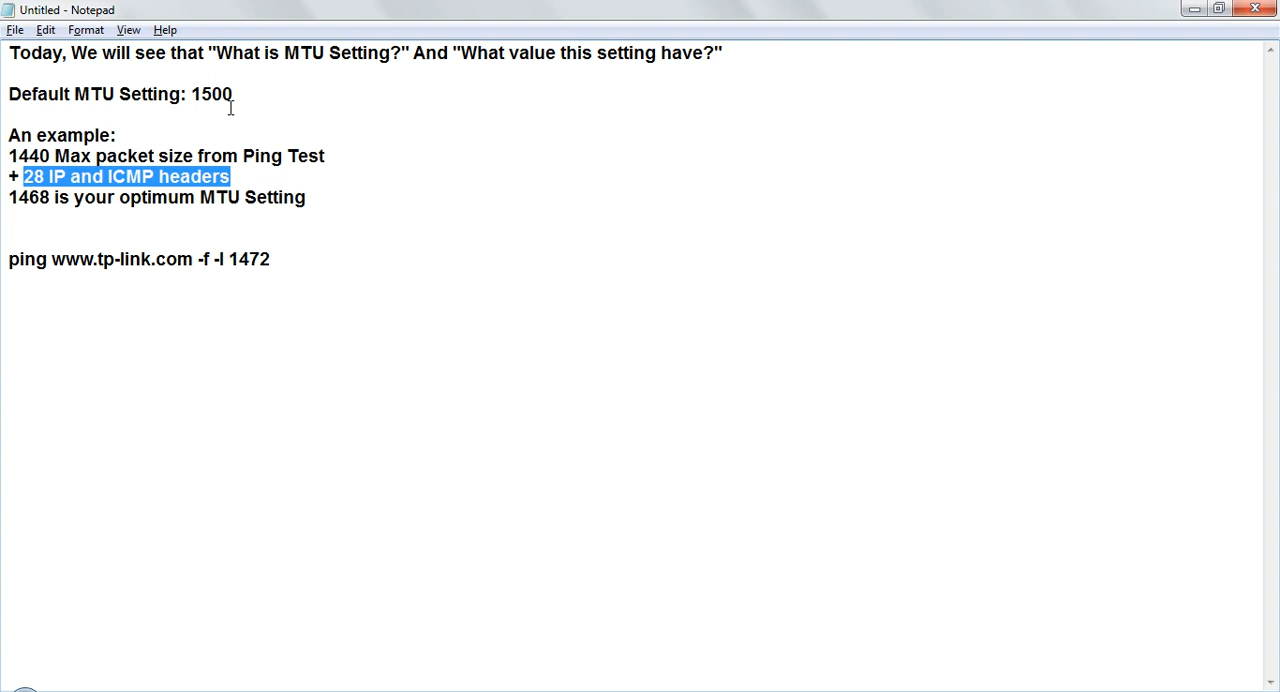 Untitled - Notepad
File Edit Format View Help
Today, We will see that "What is MTU Setting?" And "What value this setting have?"
Default MTU Setting: 1500
An example:
1440 Max packet size from Ping Test
+ 28 IP and ICMP headers
1468 is your optimum MTU Setting
ping www.tp-link.com -f -l 1472